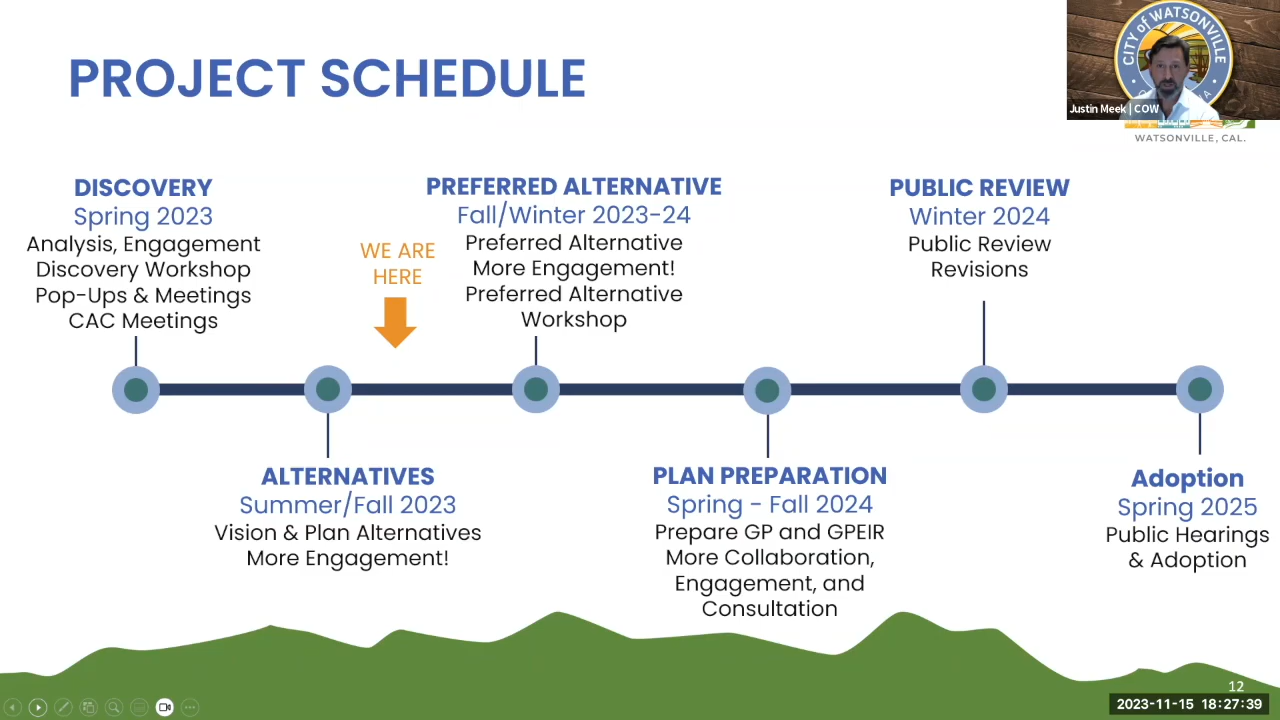 PROJECT SCHEDULE
CITY of WATSONVILLE
Justin Meek | COW
WATSONVILLE, CAL.
DISCOVERY
Spring 2023
Analysis, Engagement
Discovery Workshop
Pop-Ups & Meetings
CAC Meetings
WE ARE
HERE
PREFERRED ALTERNATIVE
Fall/Winter 2023-24
Preferred Alternative
More Engagement!
Preferred Alternative
Workshop
PUBLIC REVIEW
Winter 2024
Public Review
Revisions
ALTERNATIVES
Summer/Fall 2023
Vision & Plan Alternatives
More Engagement!
PLAN PREPARATION
Spring - Fall 2024
Prepare GP and GPEIR
More Collaboration,
Engagement, and
Consultation
Adoption
Spring 2025
Public Hearings
& Adoption
12
2023-11-15 18:27:39